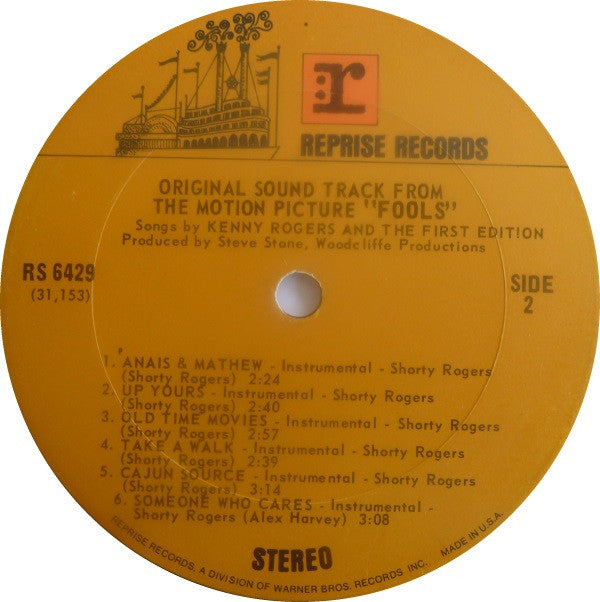 r
REPRISE RECORDS
ORIGINAL SOUND TRACK FROM
THE MOTION PICTURE "FOOLS"
Songs by KENNY ROGERS AND THE FIRST EDITION
Produced by Steve Stone, Woodcliffe Productions
RS 6429
(31,153)
SIDE
2
1. ANAIS & MATHEW - Instrumental - Shorty Rogers
(Shorty Rogers) 2:24
2. UP YOURS - Instrumental - Shorty Rogers
(Shorty Rogers) 2:40
3. OLD TIME MOVIES - Instrumental - Shorty Rogers
(Shorty Rogers) 2:57
4. TAKE A WALK - Instrumental - Shorty Rogers
(Shorty Rogers) 2:39
5. CAJUN SOURCE - Instrumental - Shorty Rogers
(Shorty Rogers) 3:14
6. SOMEONE WHO CARES - Instrumental -
Shorty Rogers (Alex Harvey) 3:08
STEREO
REPRISE RECORDS, A DIVISION OF WARNER BROS. RECORDS INC. MADE IN U.S.A.